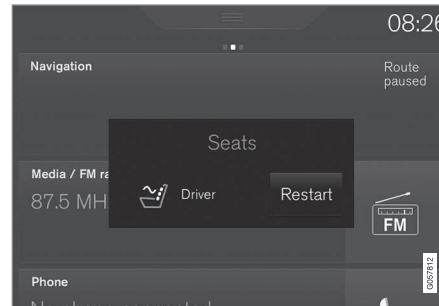 08:26
Navigation
Route
paused
Seats
Media / FM ra
87.5 MH
Driver
Restart
FM
Phone
G057812